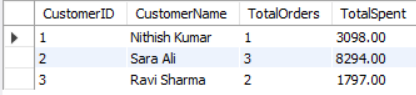 CustomerID CustomerName TotalOrders TotalSpent
1 Nithish Kumar 1 3098.00
2 Sara Ali 3 8294.00
3 Ravi Sharma 2 1797.00